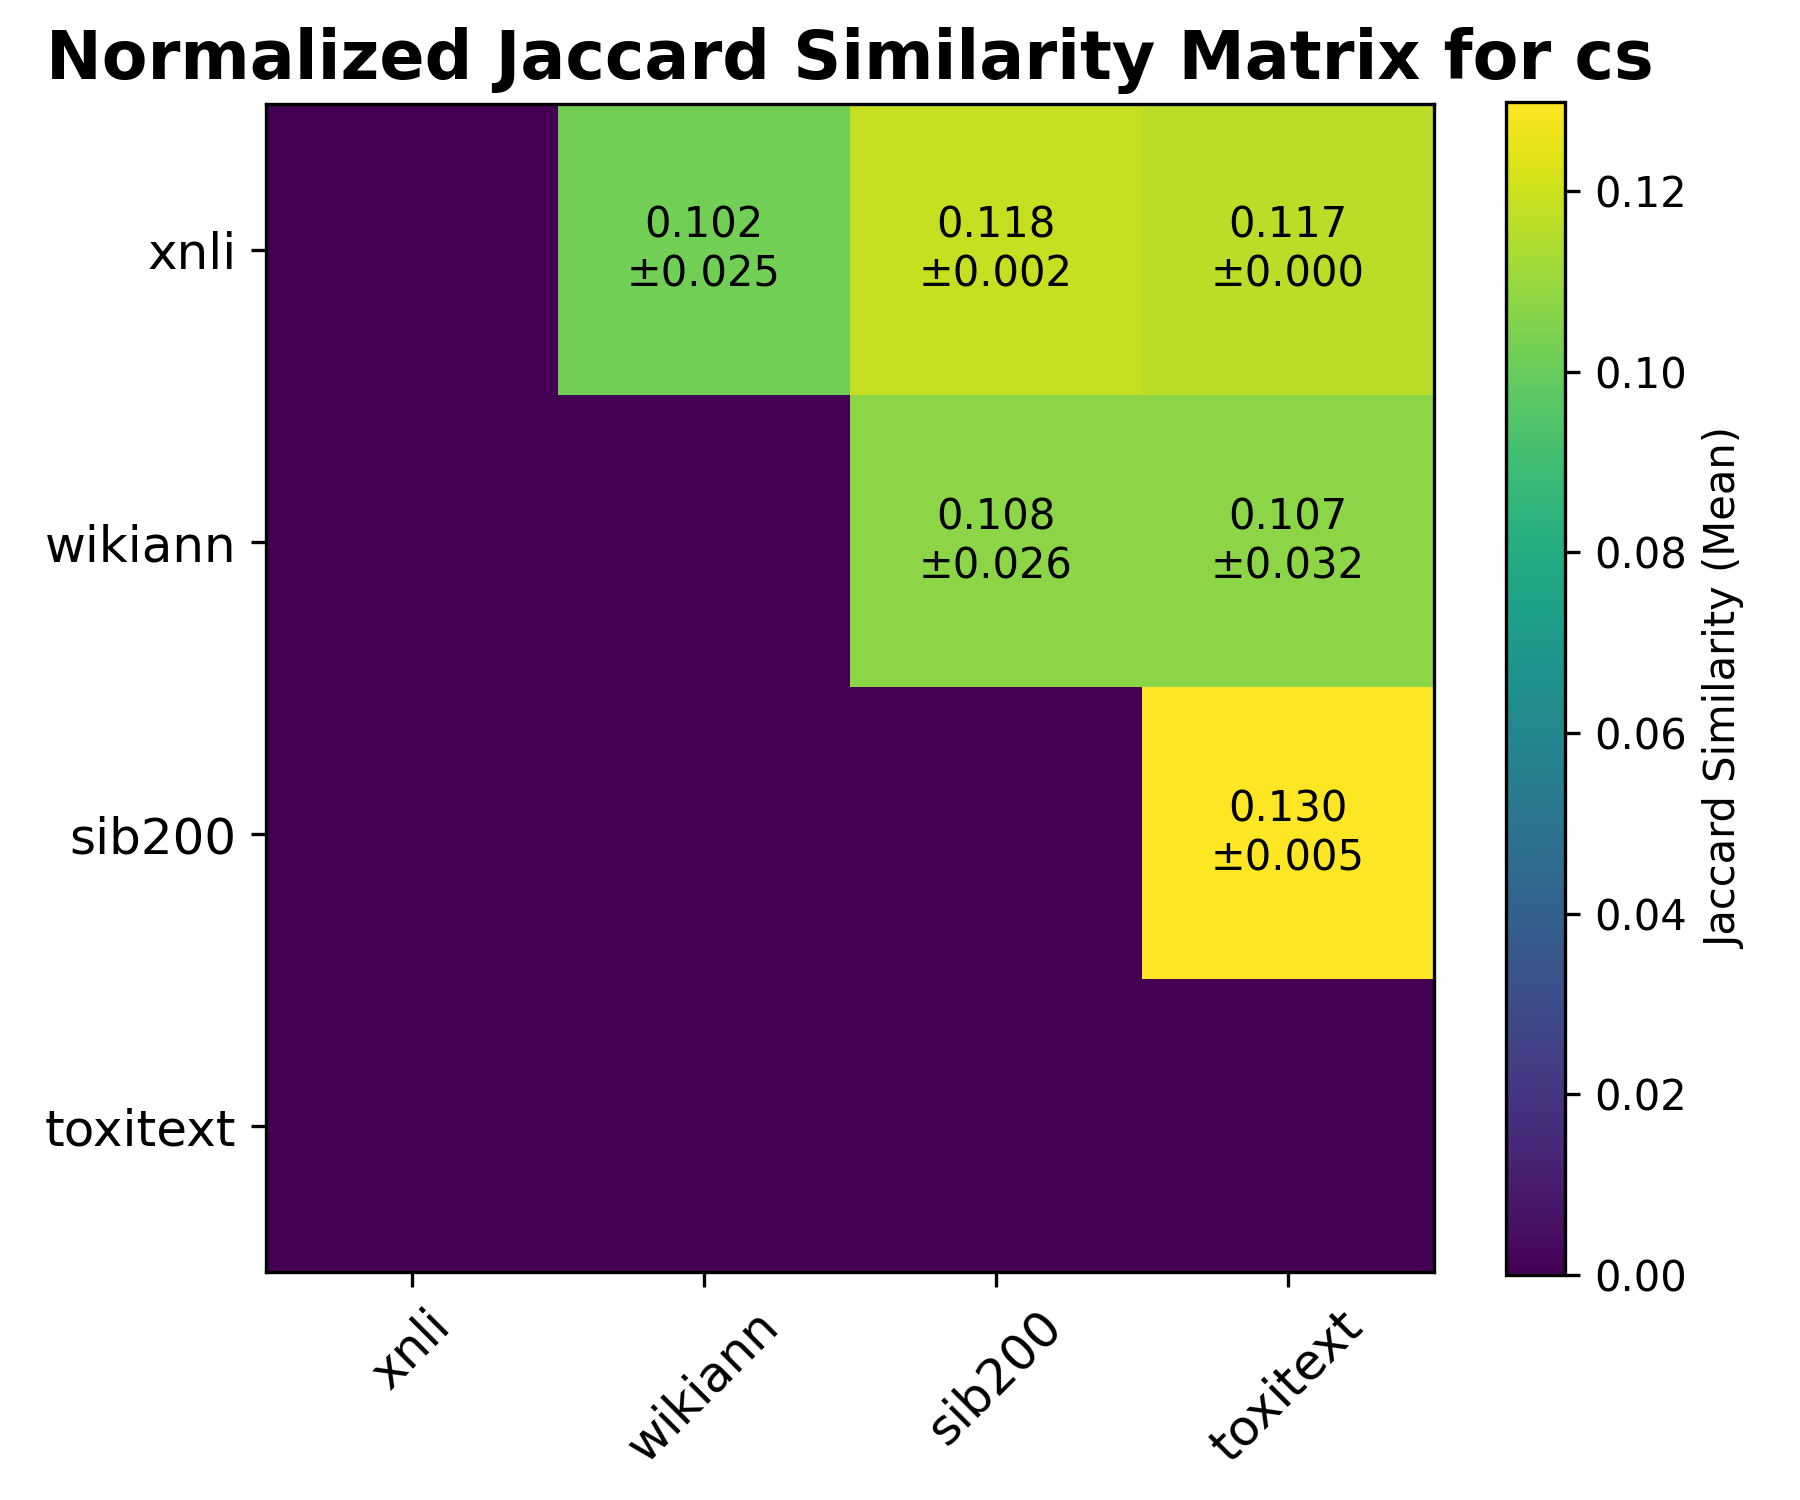 Normalized Jaccard Similarity Matrix for cs
xnli
wikiann
sib200
toxitext
0.102
±0.025
0.118
±0.002
0.117
±0.000
0.108
±0.026
0.107
±0.032
0.130
±0.005
xnli
wikiann
sib200
toxitext
0.12
0.10
0.08
0.06
0.04
0.02
0.00
Jaccard Similarity (Mean)